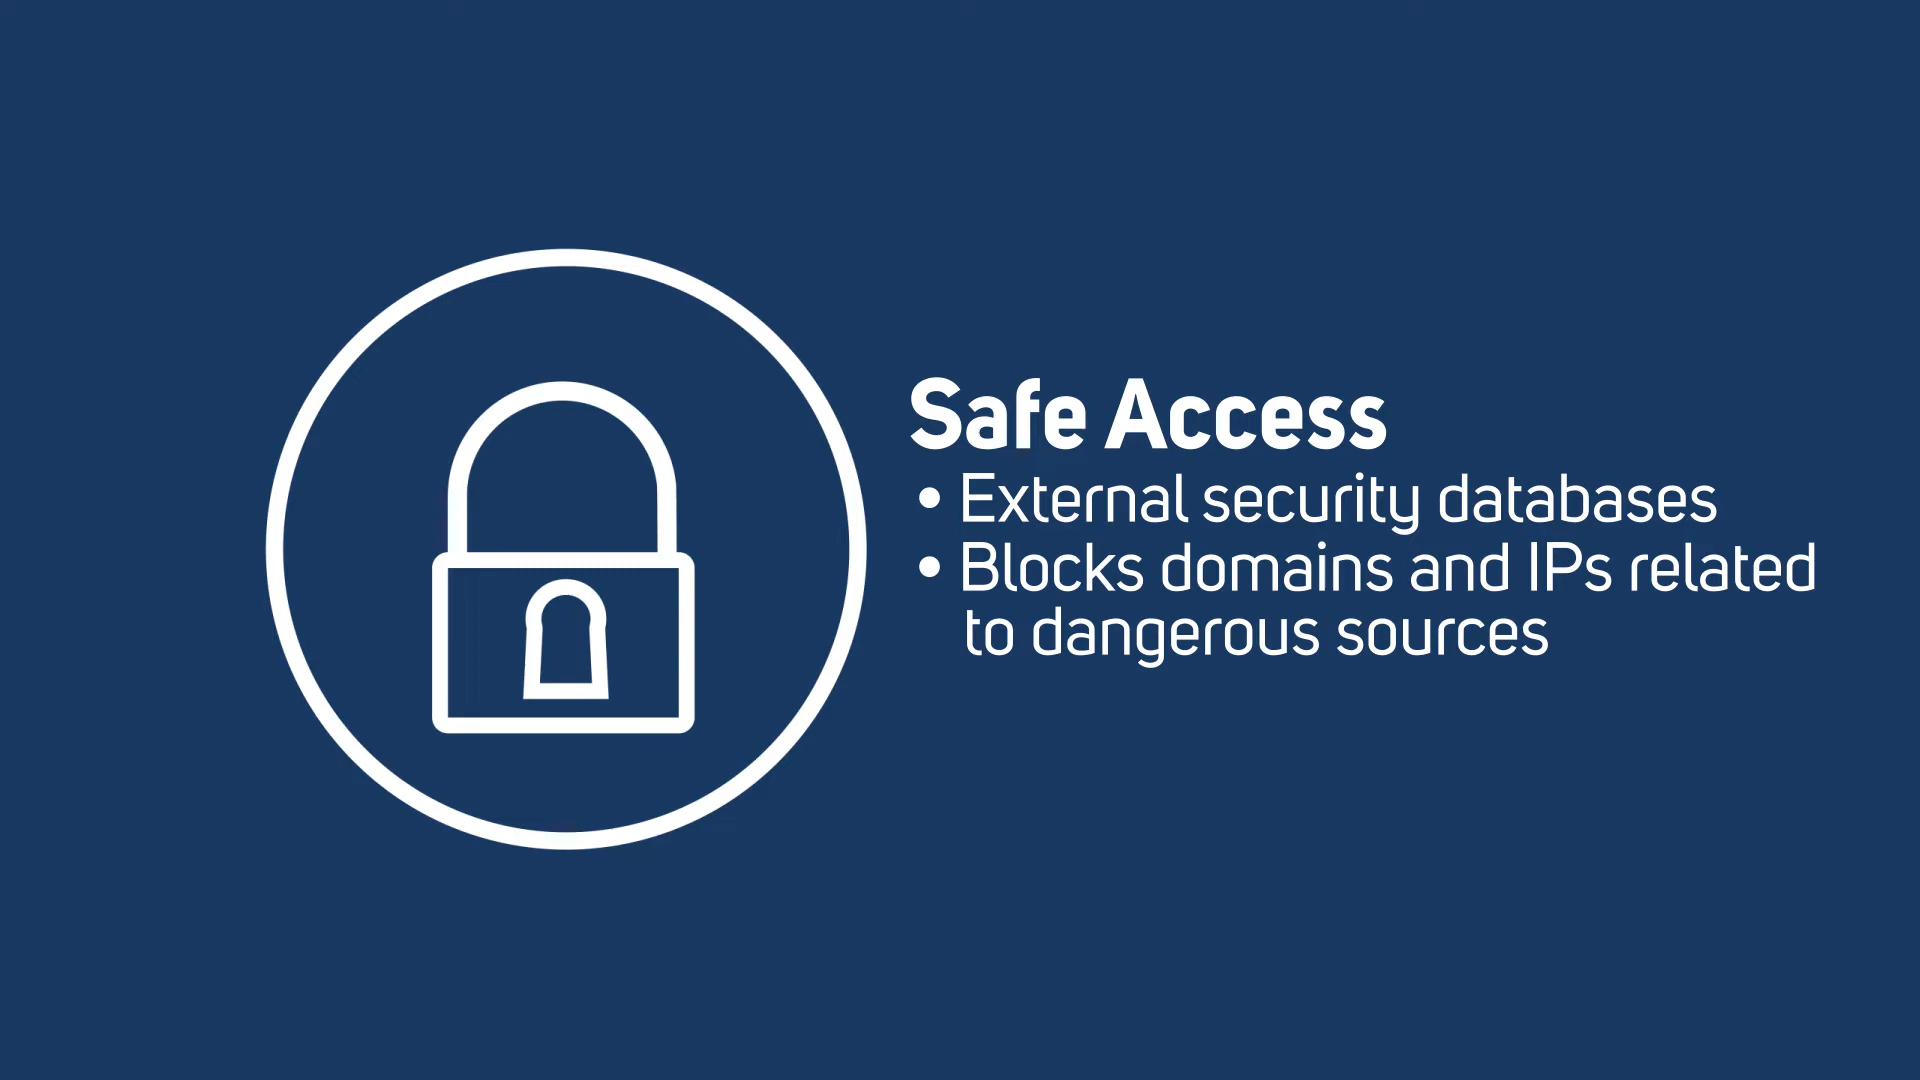 Safe Access
• External security databases
• Blocks domains and IPs related
to dangerous sources